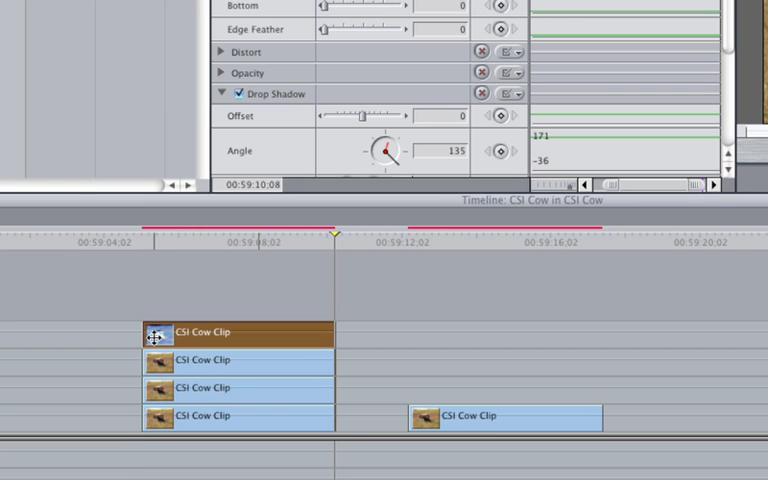 Bottom 0
Edge Feather 0
Distort
Opacity
Drop Shadow
Offset 0
171
Angle 135
-36
00:59:10;08
Timeline: CSI Cow in CSI Cow
00:59:04;02 00:59:08;02 00:59:12;02 00:59:16;02 00:59:20;02
CSI Cow Clip
CSI Cow Clip
CSI Cow Clip
CSI Cow Clip CSI Cow Clip